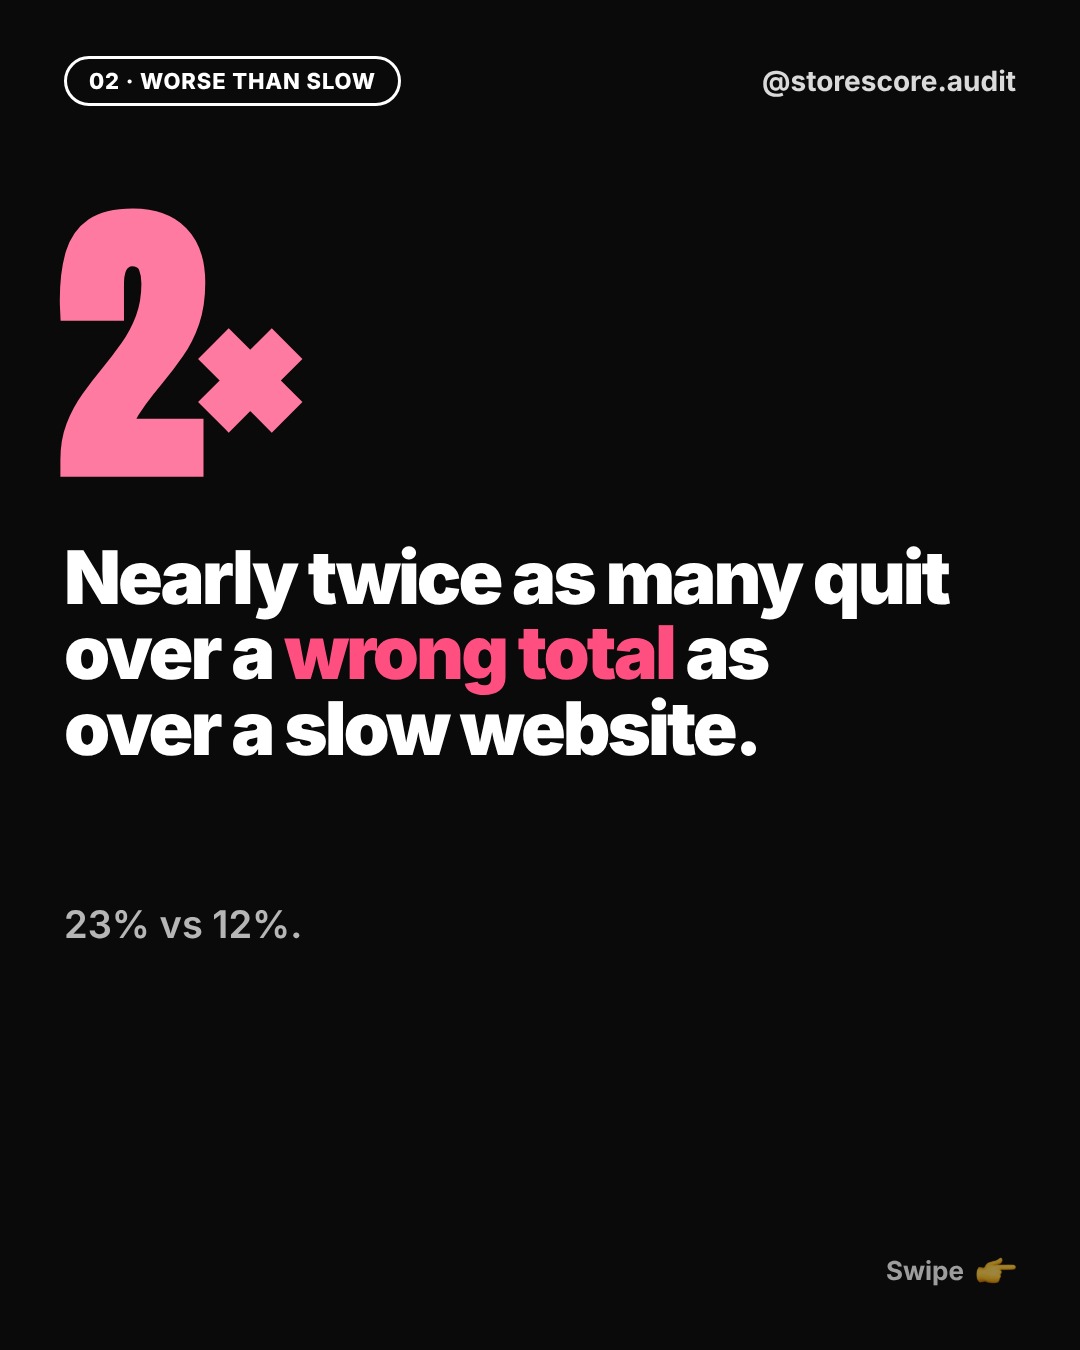 02 · WORSE THAN SLOW
@storescore.audit
2×
Nearly twice as many quit
over a wrong total as
over a slow website.
23% vs 12%.
Swipe 👉